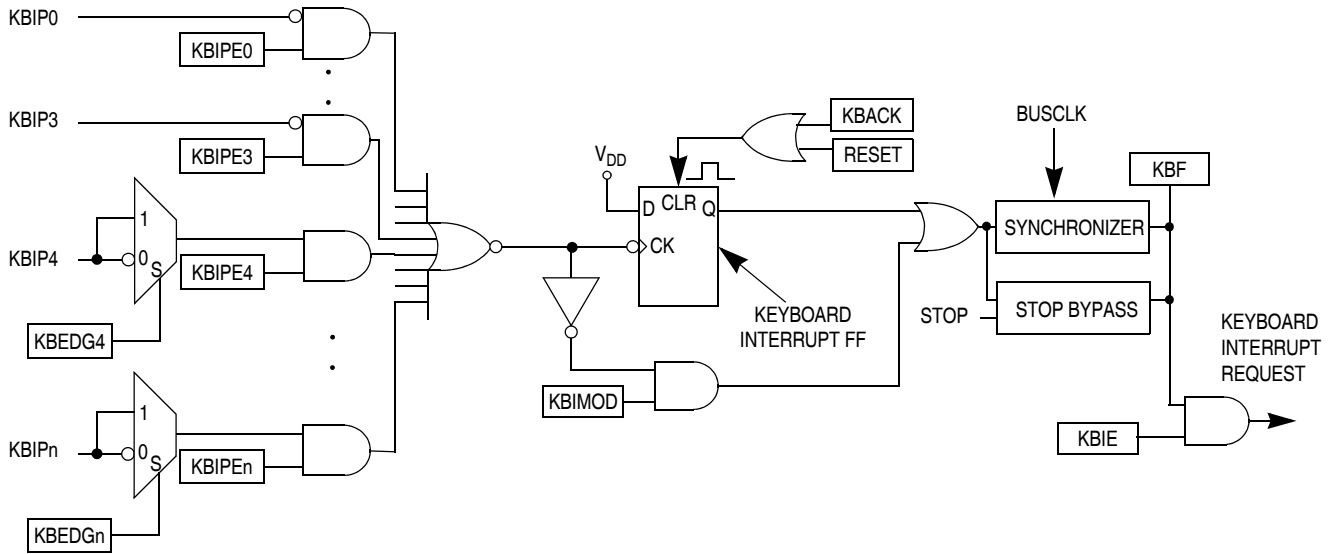 KBIP0
KBIPE0
KBIP3
KBIPE3
1
KBIP4
0
S
KBIPE4
KBEDG4
1
KBIPn
0
S
KBIPEn
KBEDGn
VDD
D
CLR
Q
CK
KBACK
RESET
KEYBOARD
INTERRUPT FF
KBIMOD
BUSCLK
SYNCHRONIZER
KBF
STOP
STOP BYPASS
KBIE
KEYBOARD
INTERRUPT
REQUEST